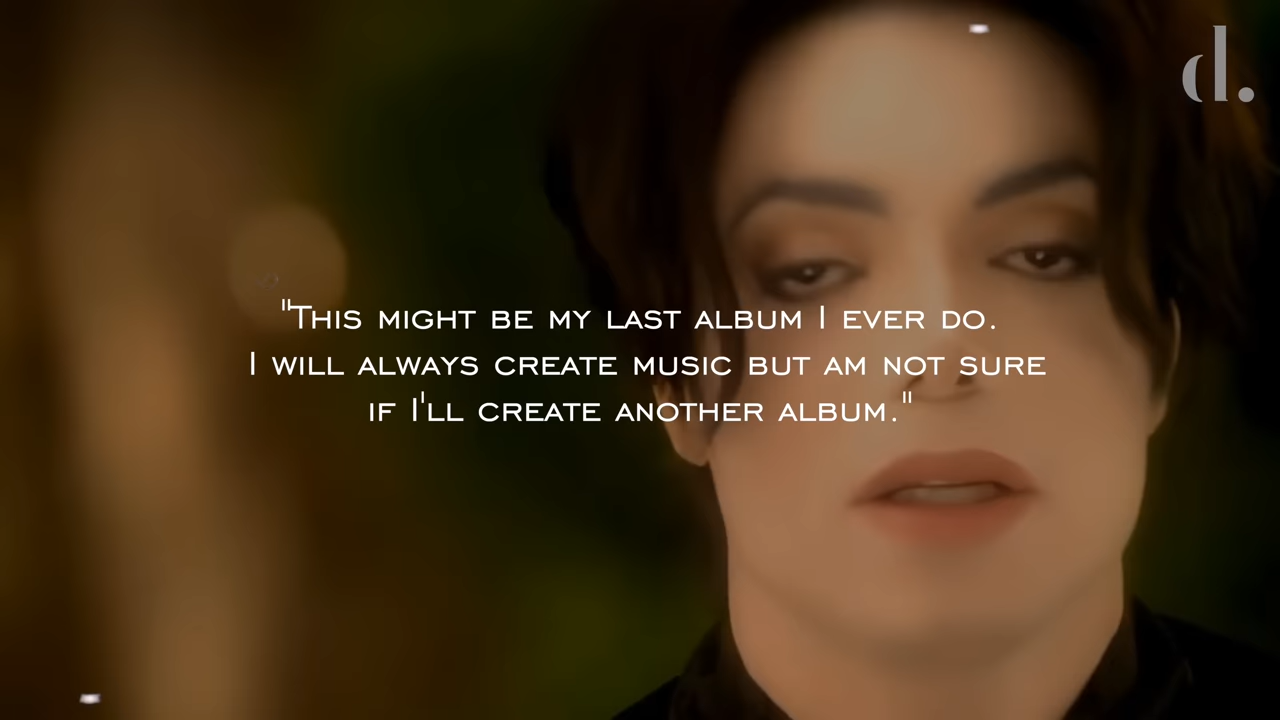 d.
"This might be my last album I ever do.
I will always create music but am not sure
if I'll create another album."